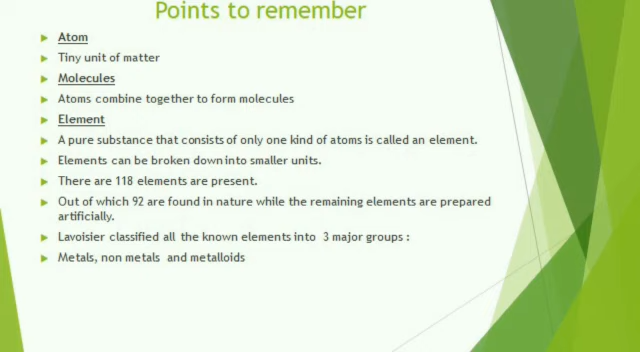 Points to remember
Atom
Tiny unit of matter
Molecules
Atoms combine together to form molecules
Element
A pure substance that consists of only one kind of atoms is called an element.
Elements can be broken down into smaller units.
There are 118 elements are present.
Out of which 92 are found in nature while the remaining elements are prepared
artificially.
Lavoisier classified all the known elements into 3 major groups :
Metals, non metals and metalloids